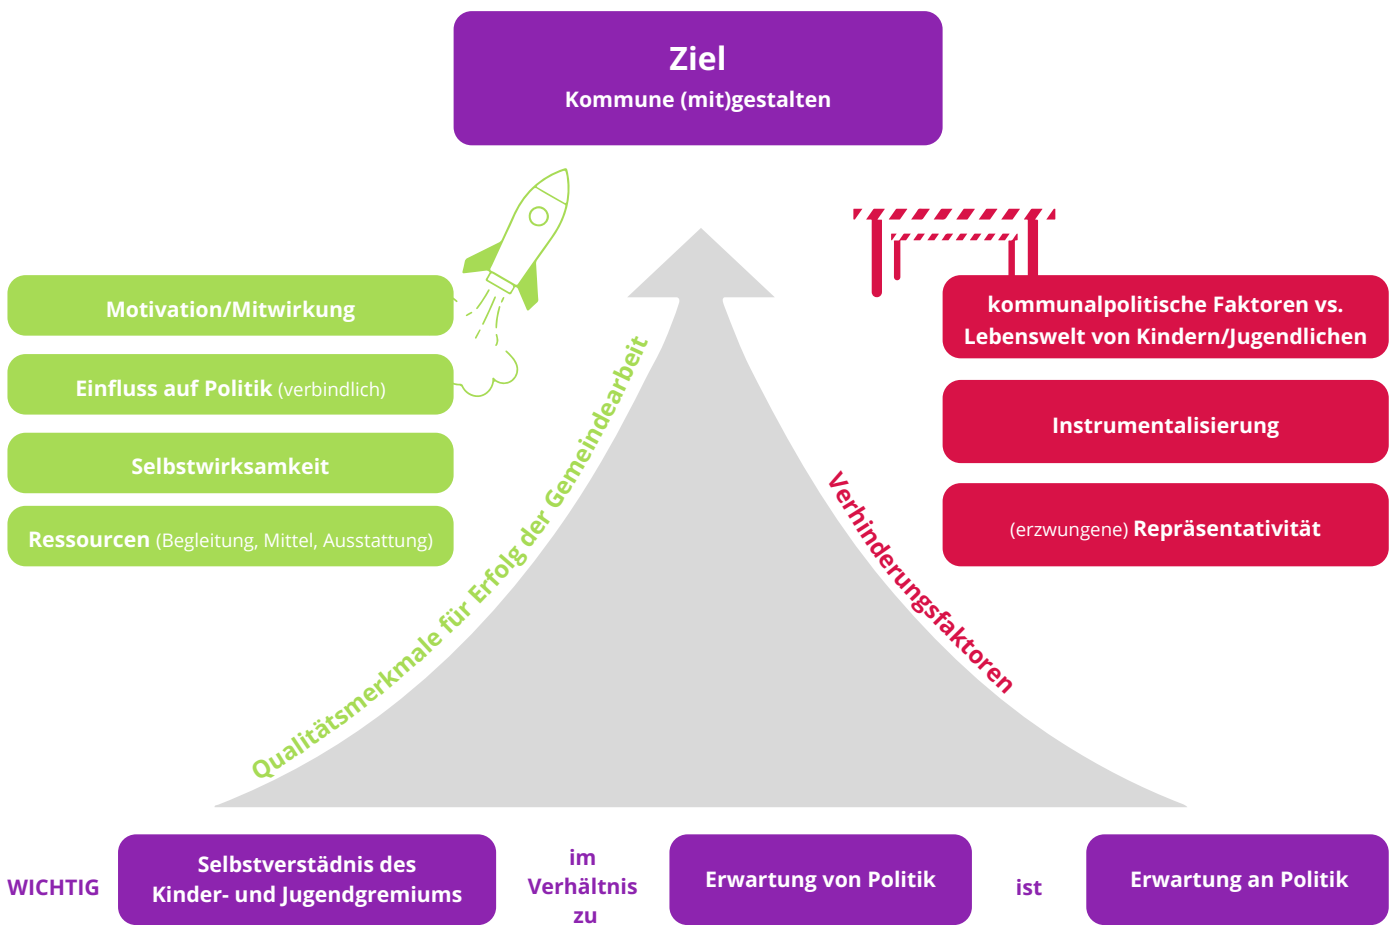 Ziel
Kommune (mit)gestalten
Motivation/Mitwirkung
Einfluss auf Politik (verbindlich)
Selbstwirksamkeit
Ressourcen (Begleitung, Mittel, Ausstattung)
Qualitätsmerkmale für Erfolg der Gemeindearbeit
kommunalpolitische Faktoren vs.
Lebenswelt von Kindern/Jugendlichen
Instrumentalisierung
(erzwungene) Repräsentativität
Verhinderungsfaktoren
WICHTIG
Selbstverstädnis des
Kinder- und Jugendgremiums
im
Verhältnis
zu
Erwartung von Politik
ist
Erwartung an Politik